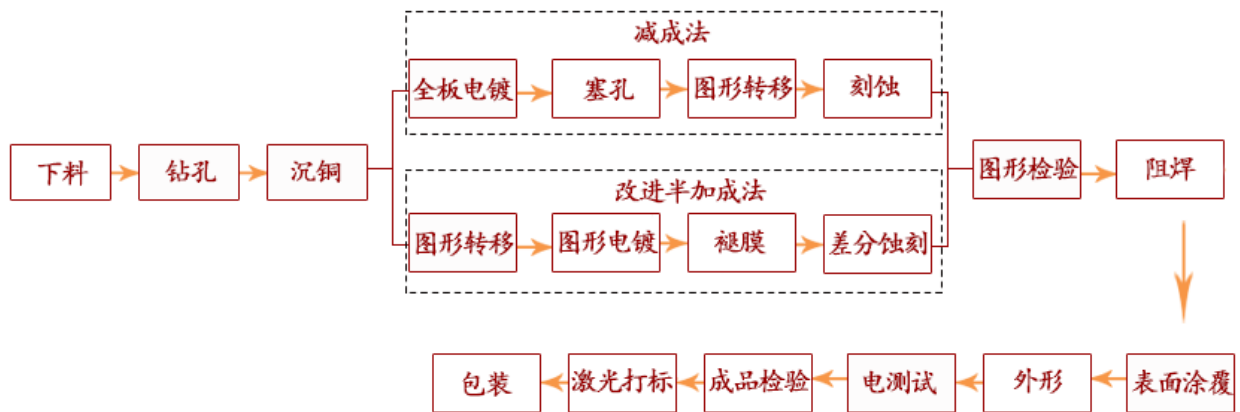 减成法
全板电镀
塞孔
图形转移
刻蚀
下料
钻孔
沉铜
改进半加成法
图形转移
图形电镀
褪膜
差分蚀刻
图形检验
阻焊
表面涂覆
外形
电测试
成品检验
激光打标
包装